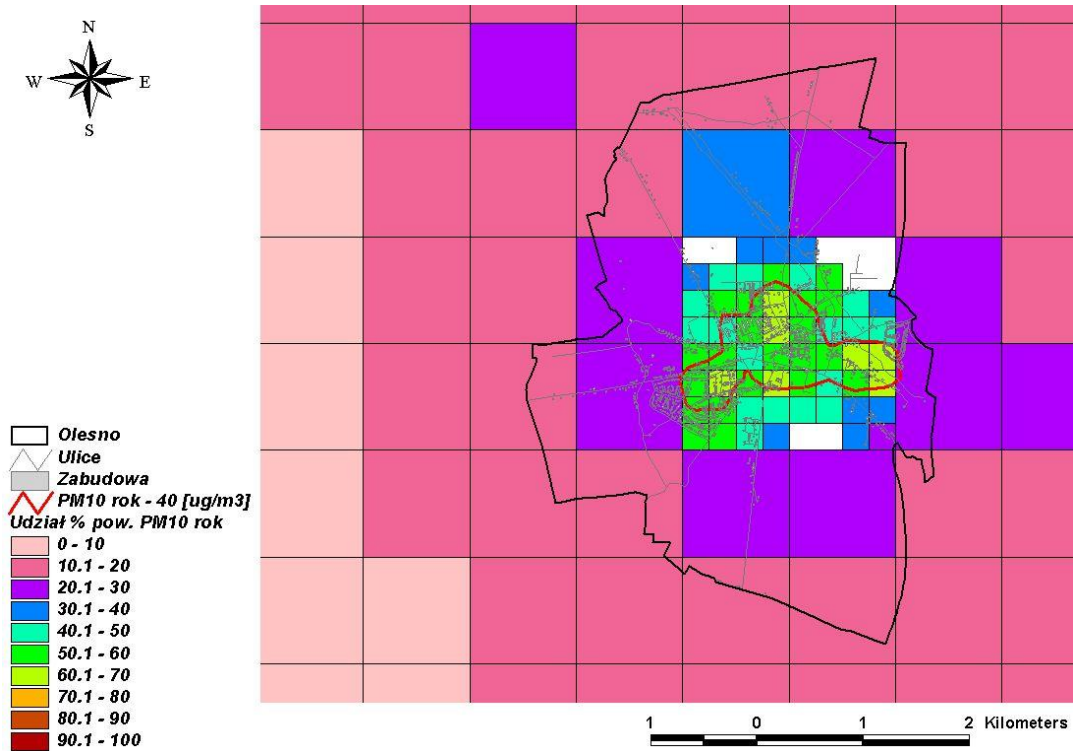 N
W E
S
Olesno
Ulice
Zabudowa
PM10 rok - 40 [ug/m3]
Udział % pow. PM10 rok
0 - 10
10.1 - 20
20.1 - 30
30.1 - 40
40.1 - 50
50.1 - 60
60.1 - 70
70.1 - 80
80.1 - 90
90.1 - 100
1 0 1 2 Kilometers